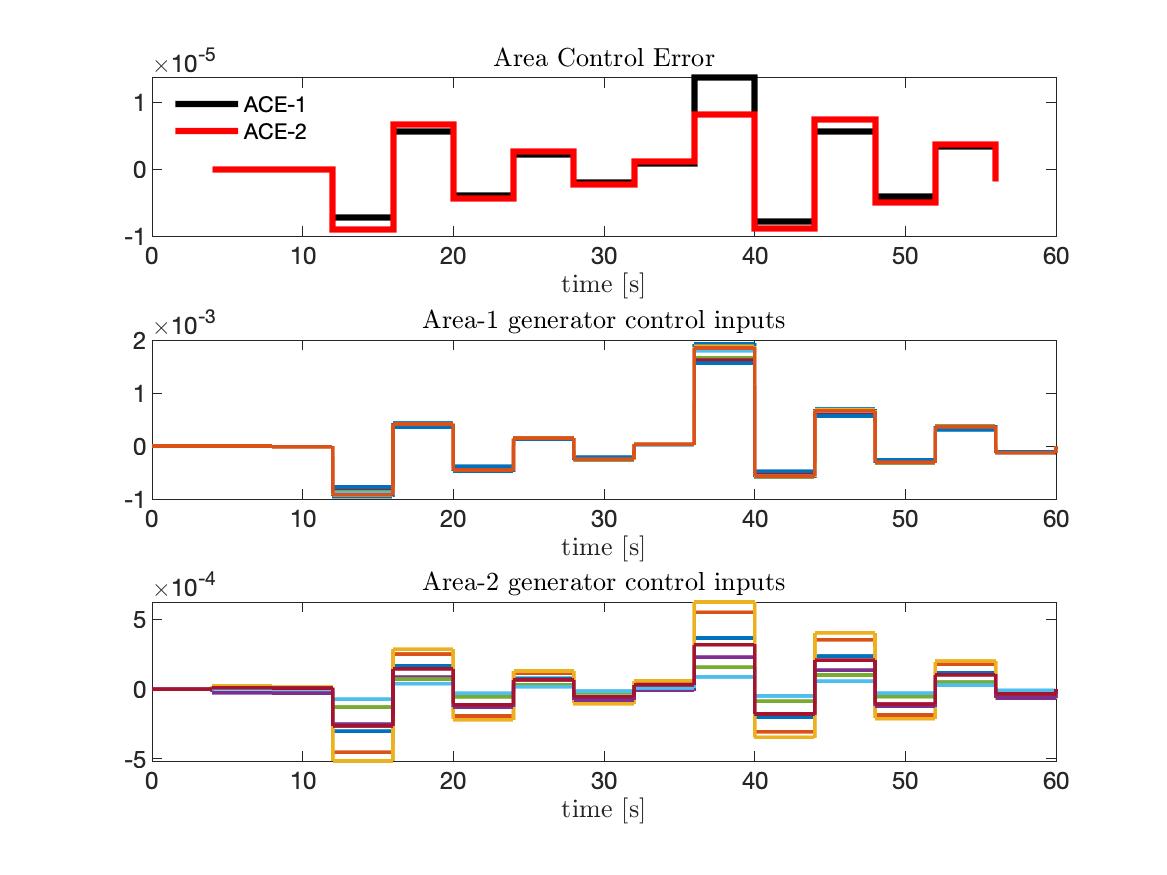 Area Control Error
×10-5
1
0
-1
ACE-1
ACE-2
0 10 20 30 40 50 60
time [s]
Area-1 generator control inputs
×10-3
2
1
0
-1
0 10 20 30 40 50 60
time [s]
Area-2 generator control inputs
×10-4
5
0
-5
0 10 20 30 40 50 60
time [s]